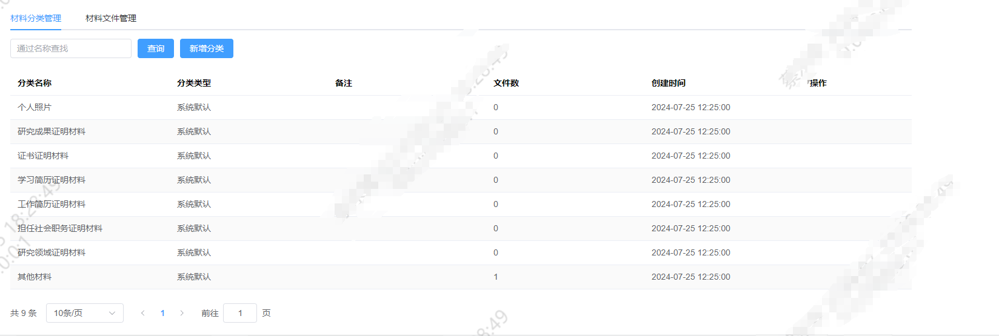 材料分类管理 材料文件管理
通过名称查找 查询 新增分类
分类名称 分类类型 备注 文件数 创建时间 操作
个人照片 系统默认 0 2024-07-25 12:25:00
研究成果证明材料 系统默认 0 2024-07-25 12:25:00
证书证明材料 系统默认 0 2024-07-25 12:25:00
学习简历证明材料 系统默认 0 2024-07-25 12:25:00
工作简历证明材料 系统默认 0 2024-07-25 12:25:00
担任社会职务证明材料 系统默认 0 2024-07-25 12:25:00
研究领域证明材料 系统默认 0 2024-07-25 12:25:00
其他材料 系统默认 1 2024-07-25 12:25:00
共 9 条 10条/页 1 前往 1 页
18:28:49
:0:0:1
8:49